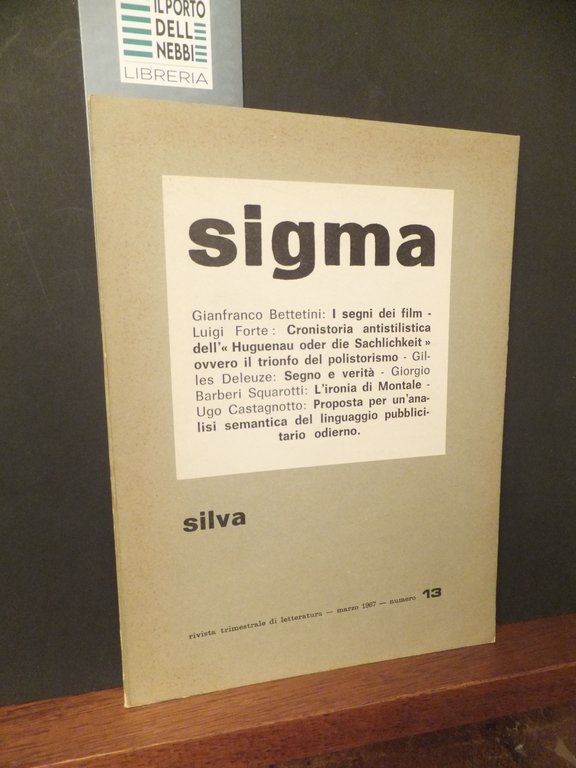 IL PORTO
DELLE
NEBBIE
LIBRERIA
sigma
Gianfranco Bettetini: I segni dei film -
Luigi Forte: Cronistoria antistilistica
dell'« Huguenau oder die Sachlichkeit »
ovvero il trionfo del polistorismo - Gil-
les Deleuze: Segno e verità - Giorgio
Barberi Squarotti: L'ironia di Montale -
Ugo Castagnotto: Proposta per un'ana-
lisi semantica del linguaggio pubblici-
tario odierno.
silva
rivista trimestrale di letteratura — marzo 1967 — numero 13